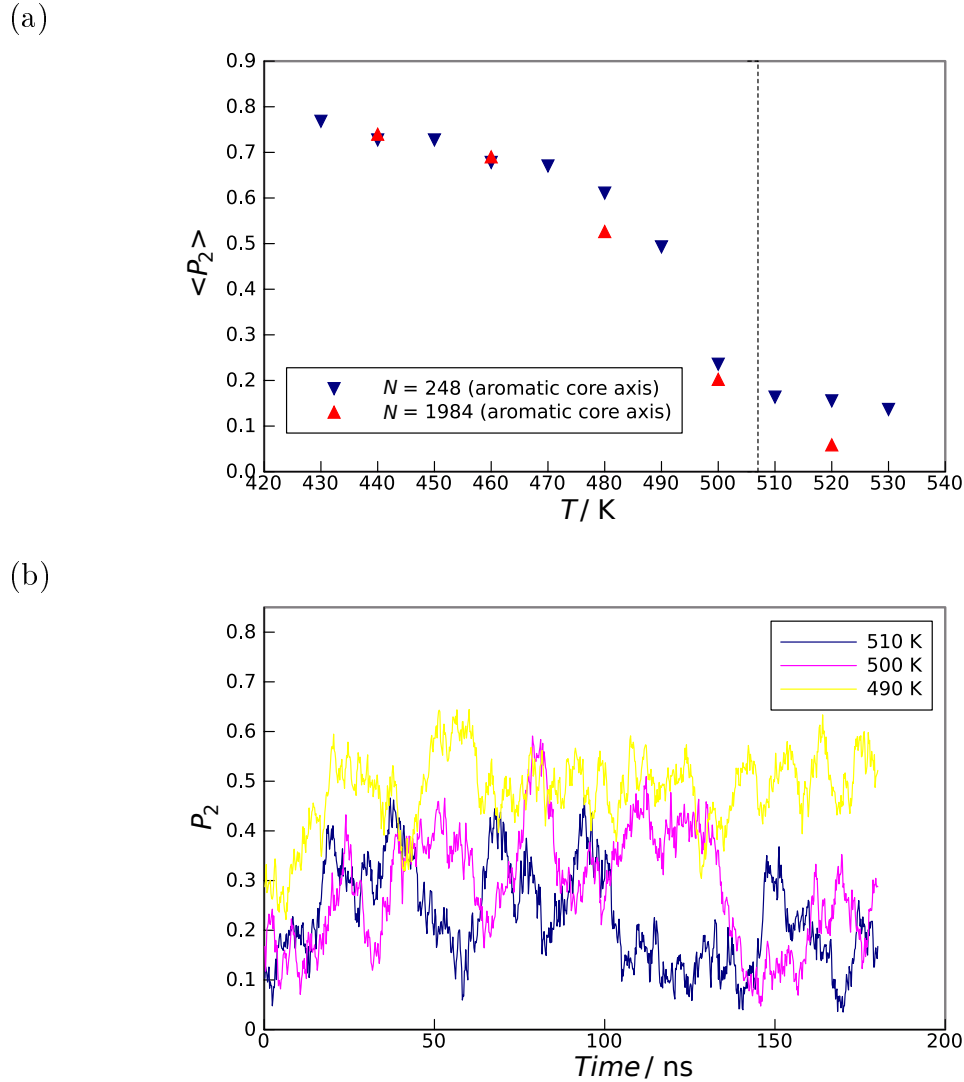 (a)
0.9
0.8
0.7
0.6
0.5
0.4
0.3
0.2
0.1
0.0
<P2>
N = 248 (aromatic core axis)
N = 1984 (aromatic core axis)
420 430 440 450 460 470 480 490 500 510 520 530 540
T / K
(b)
0.8
0.7
0.6
0.5
0.4
0.3
0.2
0.1
0
P2
510 K
500 K
490 K
0 50 100 150 200
Time / ns